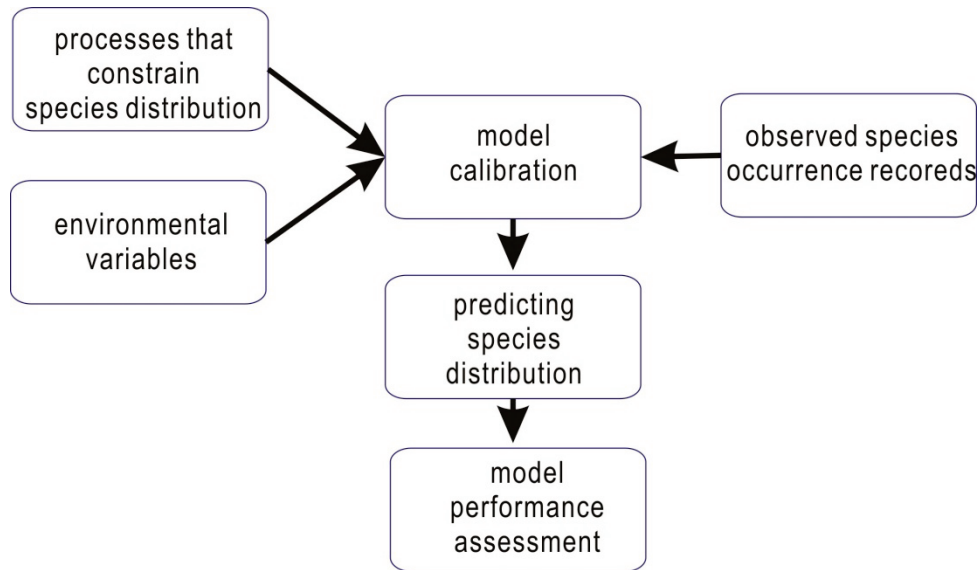 processes that
constrain
species distribution
environmental
variables
model
calibration
observed species
occurrence recoreds
predicting
species
distribution
model
performance
assessment